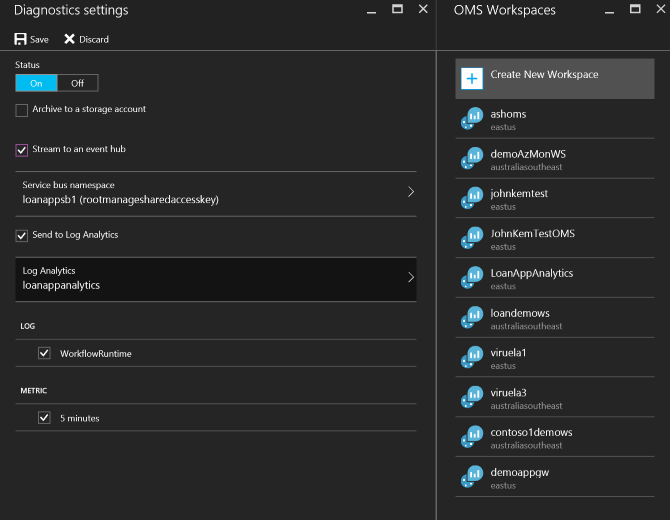 Diagnostics settings
Save
Discard
Status
On
Off
Archive to a storage account
Stream to an event hub
Service bus namespace
loanappsb1 (rootmanagesharedaccesskey)
Send to Log Analytics
Log Analytics
loanappanalytics
LOG
WorkflowRuntime
METRIC
5 minutes
OMS Workspaces
Create New Workspace
ashoms
eastus
demoAzMonWS
australiasoutheast
johnkemtest
eastus
JohnKemTestOMS
eastus
LoanAppAnalytics
eastus
loandemows
australiasoutheast
viruela1
eastus
viruela3
australiasoutheast
contoso1demows
australiasoutheast
demoappgw
eastus